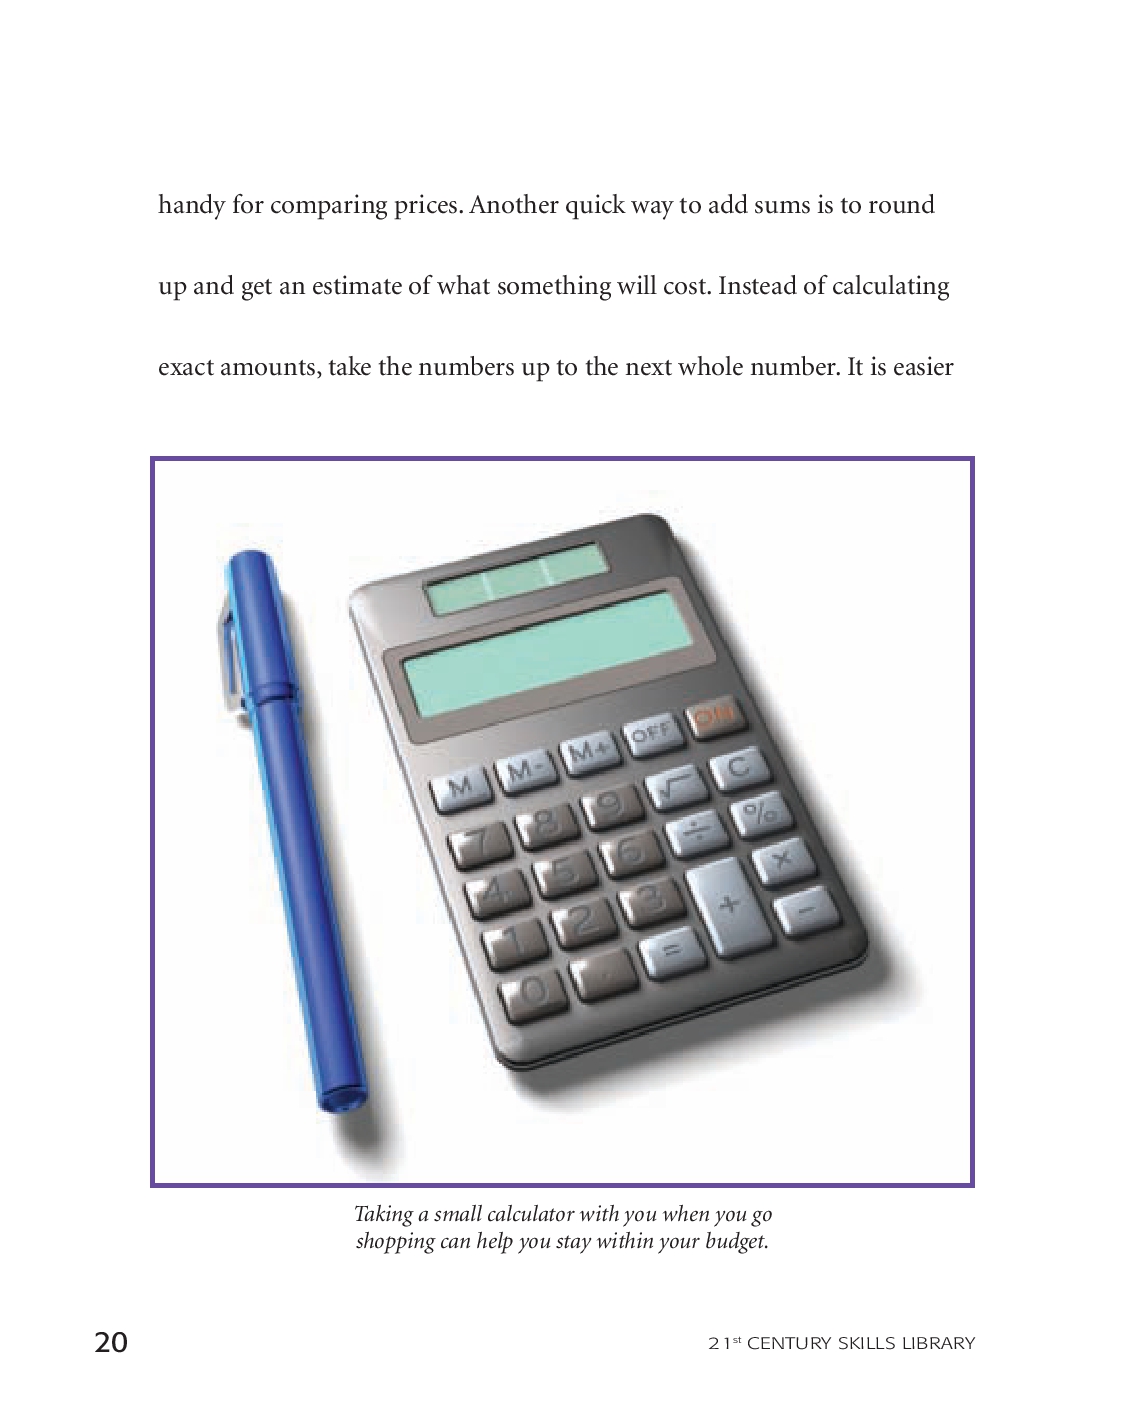 handy for comparing prices. Another quick way to add sums is to round
up and get an estimate of what something will cost. Instead of calculating
exact amounts, take the numbers up to the next whole number. It is easier
ON
OFF
M+
M-
M
C
√
9
8
7
%
÷
6
5
4
×
+
3
2
1
-
=
.
0
Taking a small calculator with you when you go
shopping can help you stay within your budget.
20
21st CENTURY SKILLS LIBRARY